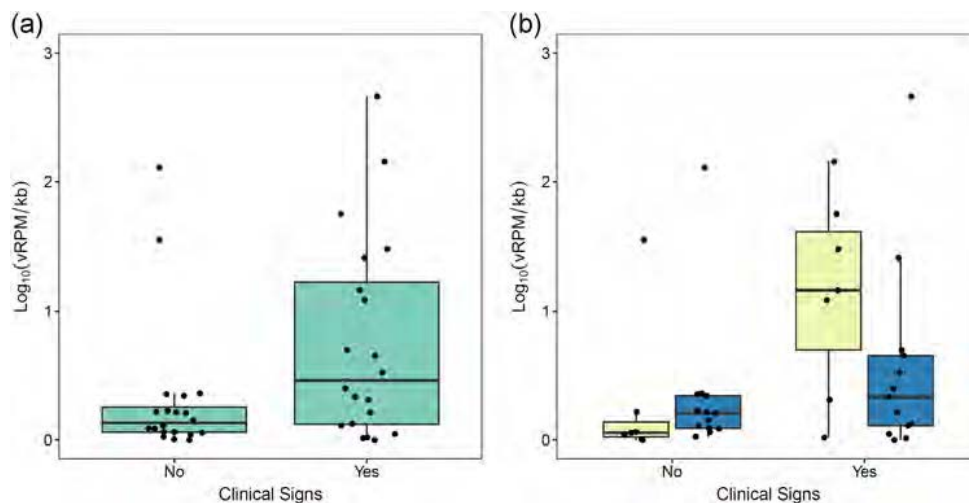 (a)
(b)
3
2
1
0
Log10(vRPM/kb)
No
Yes
Clinical Signs
3
2
1
0
Log10(vRPM/kb)
No
Yes
Clinical Signs